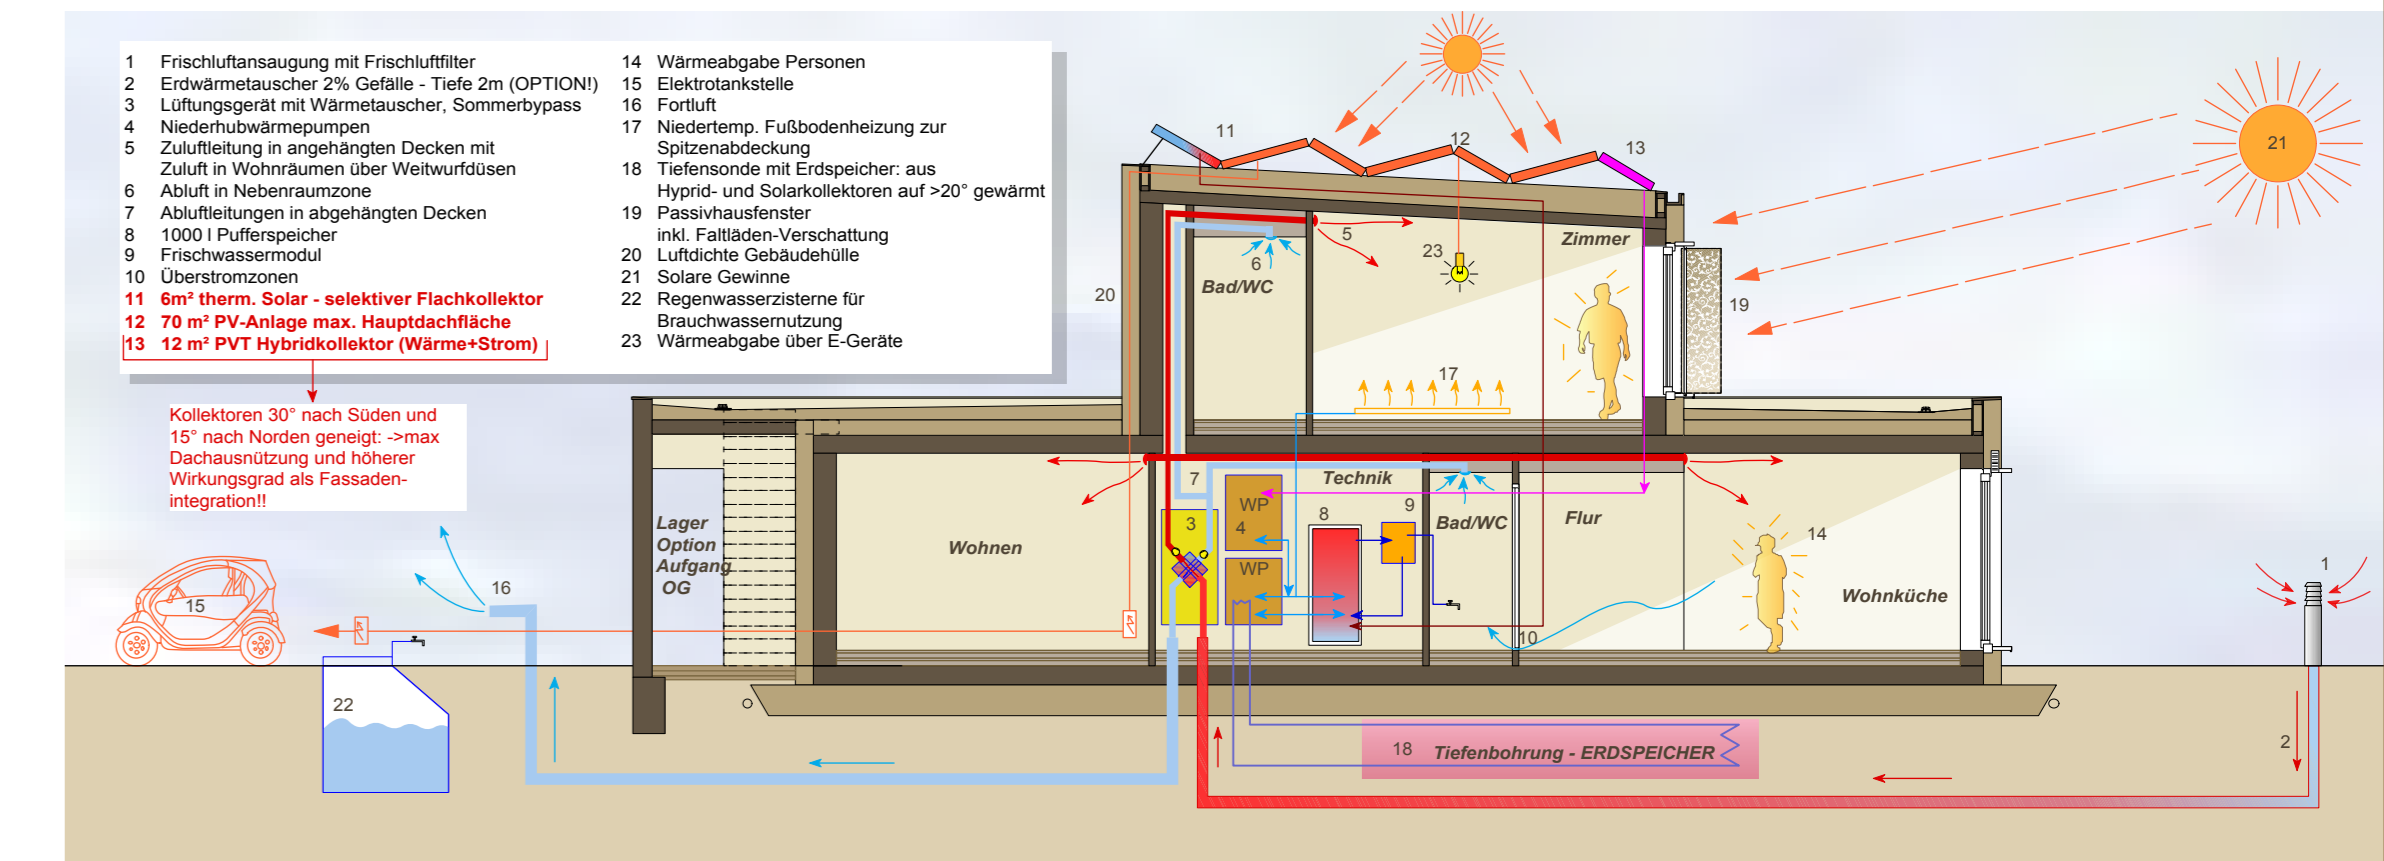 1 Frischluftansaugung mit Frischluftfilter
2 Erdwärmetauscher 2% Gefälle - Tiefe 2m (OPTION!)
3 Lüftungsgerät mit Wärmetauscher, Sommerbypass
4 Niederhubwärmepumpen
5 Zuluftleitung in angehängten Decken mit
Zuluft in Wohnräumen über Weitwurfdüsen
6 Abluft in Nebenraumzone
7 Abluftleitungen in abgehängten Decken
8 1000 l Pufferspeicher
9 Frischwassermodul
10 Überstromzonen
11 6m² therm. Solar - selektiver Flachkollektor
12 70 m² PV-Anlage max. Hauptdachfläche
13 12 m² PVT Hybridkollektor (Wärme+Strom)
14 Wärmeabgabe Personen
15 Elektrotankstelle
16 Fortluft
17 Niedertemp. Fußbodenheizung zur
Spitzenabdeckung
18 Tiefensonde mit Erdspeicher: aus
Hyprid- und Solarkollektoren auf >20° gewärmt
19 Passivhausfenster
inkl. Faltläden-Verschattung
20 Luftdichte Gebäudehülle
21 Solare Gewinne
22 Regenwasserzisterne für
Brauchwassernutzung
23 Wärmeabgabe über E-Geräte
Kollektoren 30° nach Süden und
15° nach Norden geneigt: ->max
Dachausnützung und höherer
Wirkungsgrad als Fassaden-
integration!!
11
12
13
21
5
6
23
Zimmer
Bad/WC
20
19
17
7
Technik
WP
4
3
8
9
Bad/WC
Flur
Lager
Option
Aufgang
OG
Wohnen
WP
14
1
16
15
Wohnküche
10
22
18 Tiefenbohrung - ERDSPEICHER
2